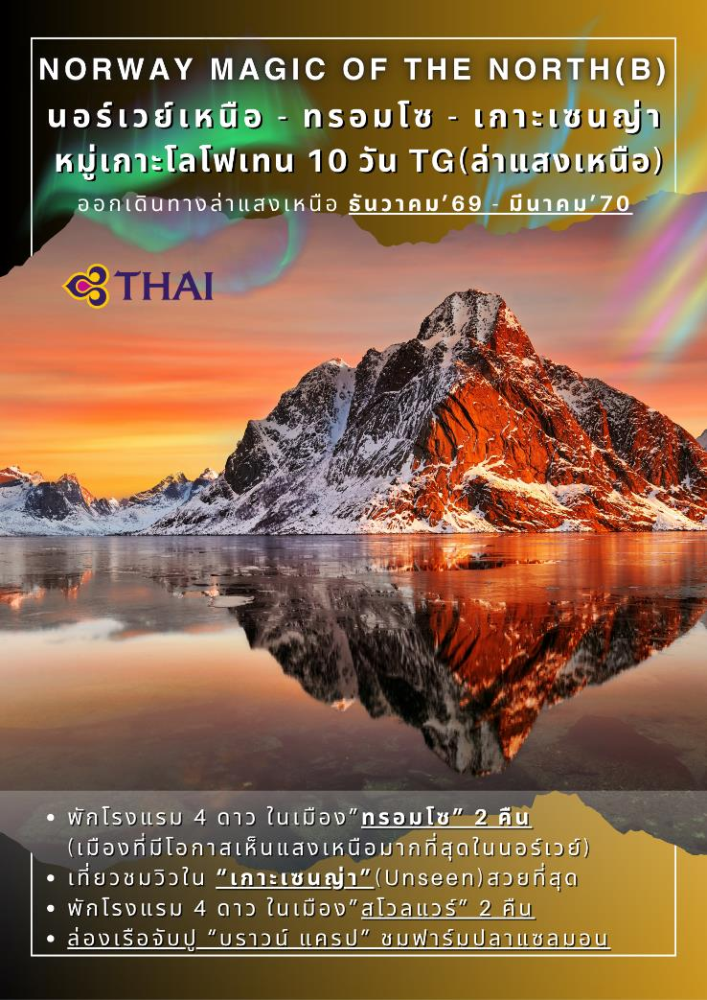 NORWAY MAGIC OF THE NORTH(B)
นอร์เวย์เหนือ - ทรอมโซ - เกาะเซนญ่า
หมู่เกาะโลโฟเทน 10 วัน TG(ล่าแสงเหนือ)
ออกเดินทางล่าแสงเหนือ ธันวาคม’69 - มีนาคม’70
THAI
• พักโรงแรม 4 ดาว ในเมือง”ทรอมโซ” 2 คืน
(เมืองที่มีโอกาสเห็นแสงเหนือมากที่สุดในนอร์เวย์)
• เที่ยวชมวิวใน “เกาะเซนญ่า”(Unseen)สวยที่สุด
• พักโรงแรม 4 ดาว ในเมือง”สโวลแวร์” 2 คืน
• ล่องเรือจับปู “บราวน์ แครป” ชมฟาร์มปลาแซลมอน